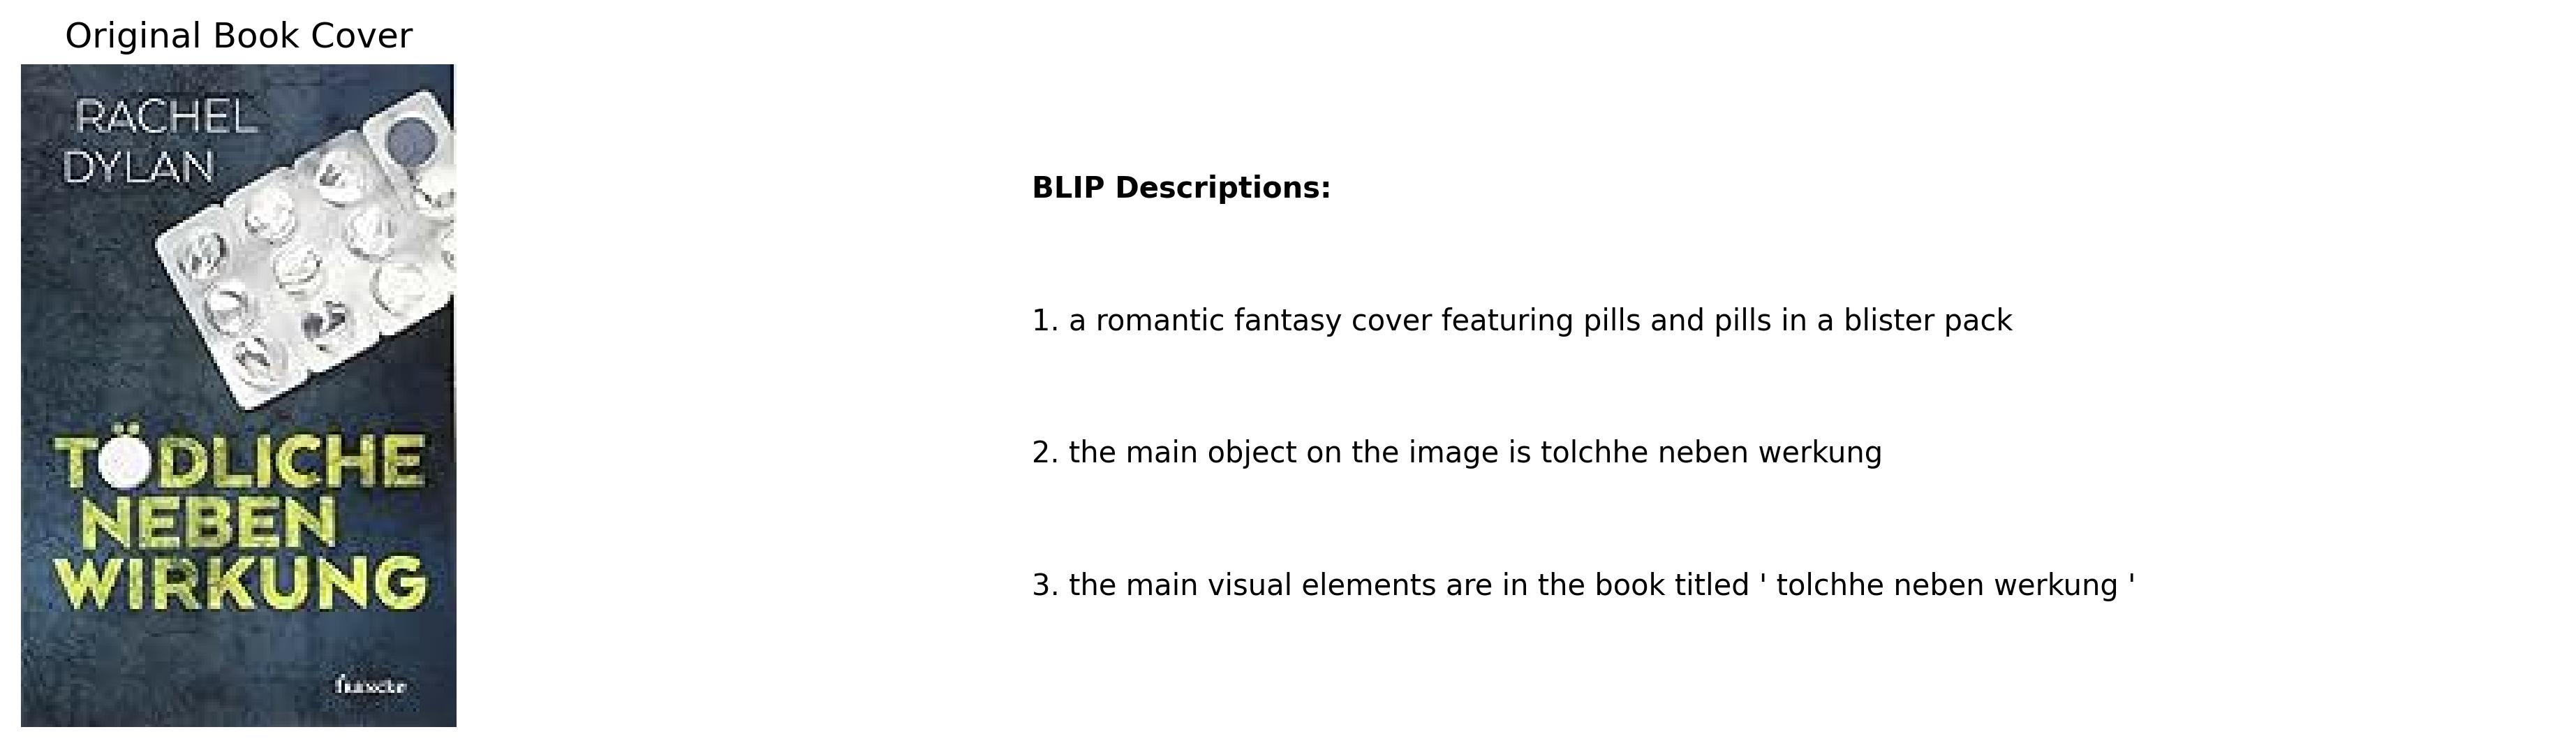 Original Book Cover
RACHEL
DYLAN
TÖDLICHE
NEBEN
WIRKUNG
francke
BLIP Descriptions:
1. a romantic fantasy cover featuring pills and pills in a blister pack
2. the main object on the image is tolchhe neben werkung
3. the main visual elements are in the book titled ' tolchhe neben werkung '